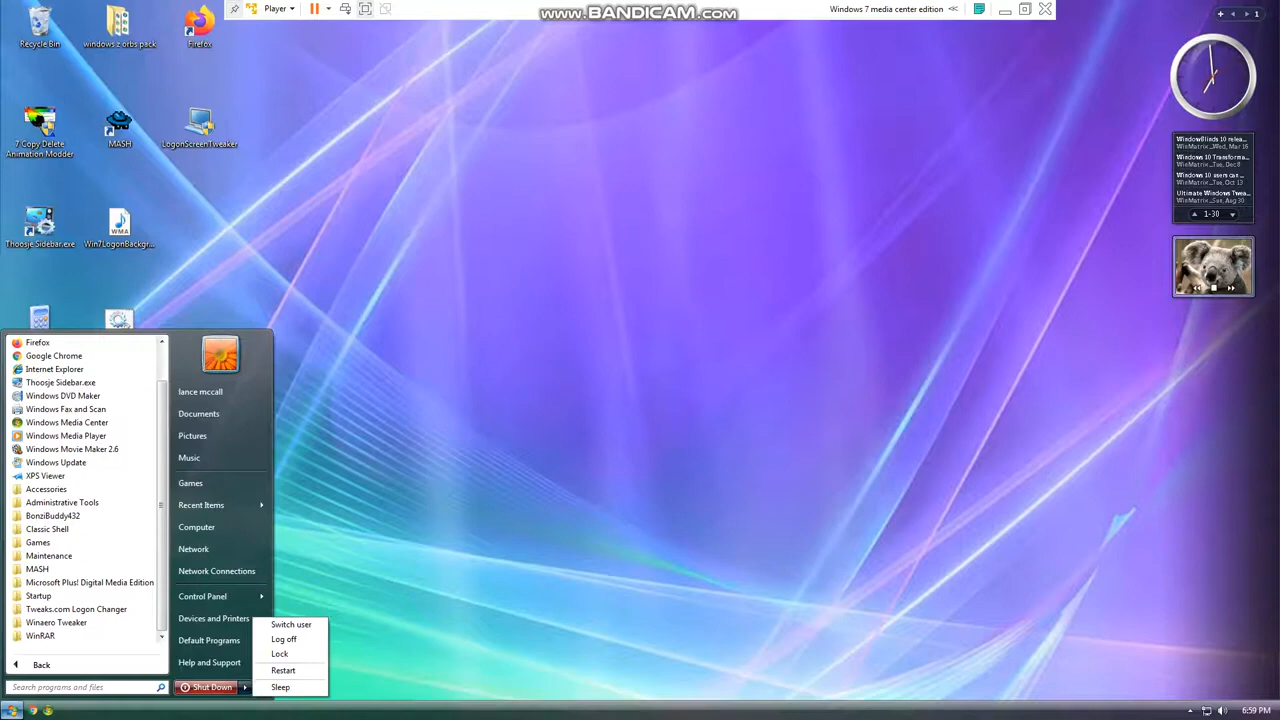 Player
www.BANDICAM.com
Windows 7 media center edition
1
Recycle Bin
windows z orbs pack
Firefox
7 Copy Delete
Animation Modder
MASH
LogonScreenTweaker
Thoosje Sidebar.exe
WMA
Win7LogonBackgr...
WindowBlinds 10 relea...
WinMatrix...Wed, Mar 16
Windows 10 Transforma...
WinMatrix...Tue, Dec 8
Windows 10 users can ...
WinMatrix...Tue, Oct 13
Ultimate Windows Twea...
WinMatrix...Sun, Aug 30
1-30
Firefox
Google Chrome
Internet Explorer
Thoosje Sidebar.exe
Windows DVD Maker
Windows Fax and Scan
Windows Media Center
Windows Media Player
Windows Movie Maker 2.6
Windows Update
XPS Viewer
Accessories
Administrative Tools
BonziBuddy432
Classic Shell
Games
Maintenance
MASH
Microsoft Plus! Digital Media Edition
Startup
Tweaks.com Logon Changer
Winaero Tweaker
WinRAR
Back
Search programs and files
lance mccall
Documents
Pictures
Music
Games
Recent Items
Computer
Network
Network Connections
Control Panel
Devices and Printers
Default Programs
Help and Support
Shut Down
Switch user
Log off
Lock
Restart
Sleep
6:59 PM